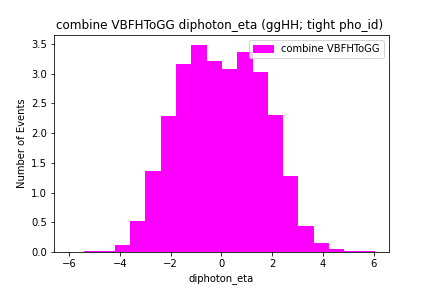 combine VBFHToGG diphoton_eta (ggHH; tight pho_id)
combine VBFHToGG
Number of Events
3.5
3.0
2.5
2.0
1.5
1.0
0.5
0.0
−6 −4 −2 0 2 4 6
diphoton_eta